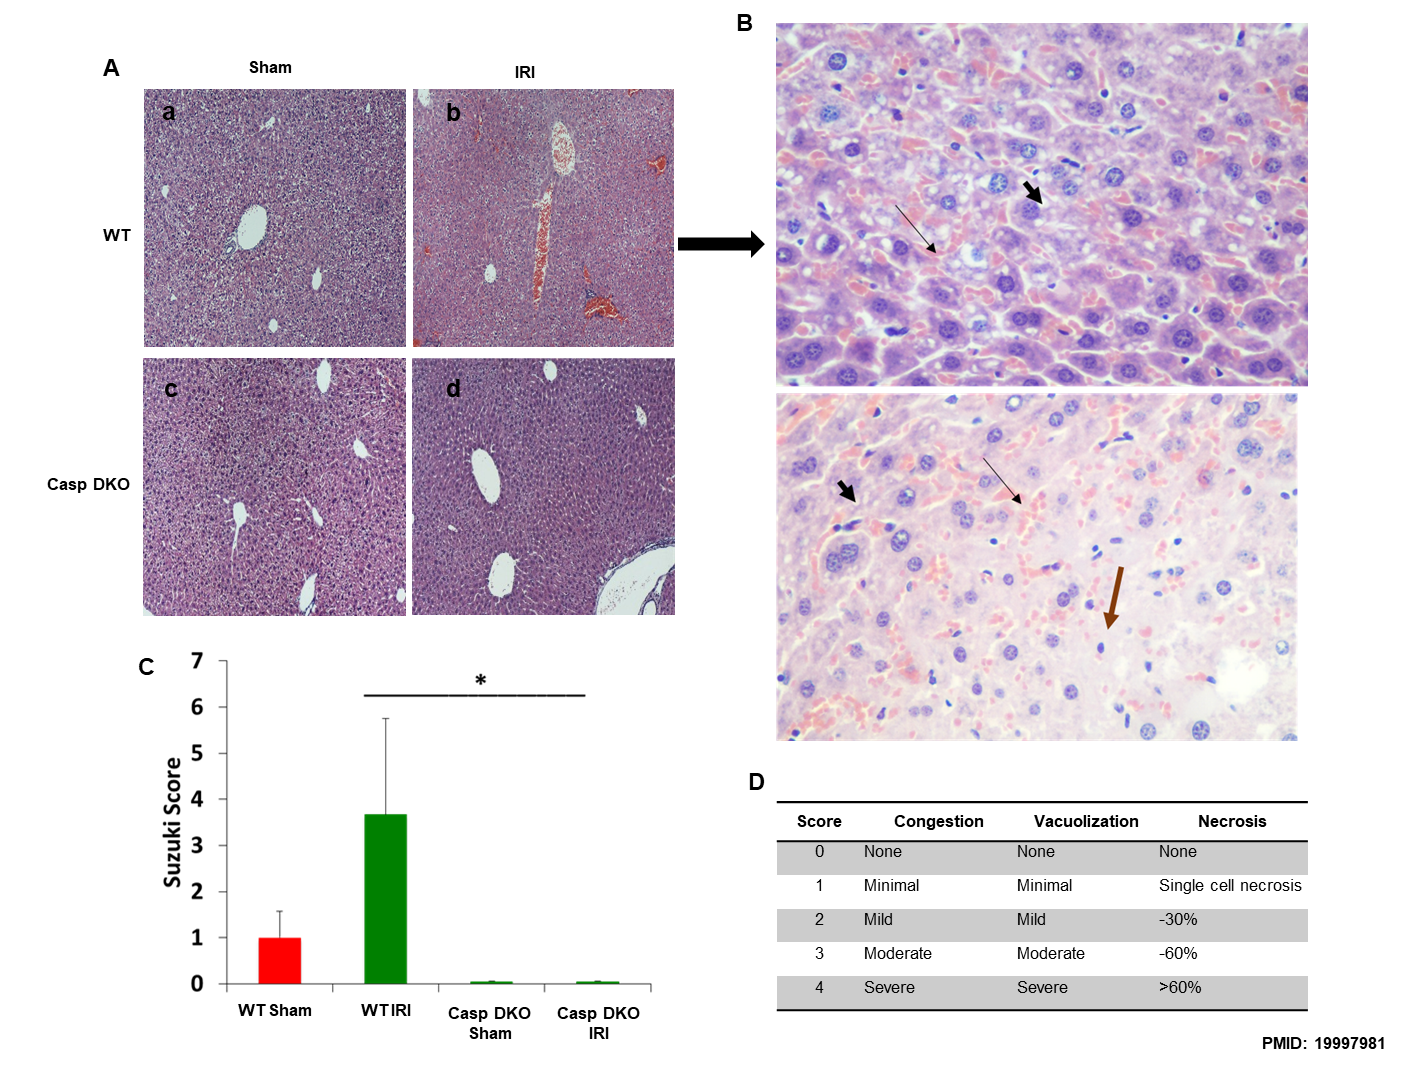 A
Sham
IRI
a
b
WT
c
d
Casp DKO
B
C
7
6
5
4
3
2
1
0
Suzuki Score
*
WT Sham
WT IRI
Casp DKO
Sham
Casp DKO
IRI
D
Score Congestion Vacuolization Necrosis
0 None None None
1 Minimal Minimal Single cell necrosis
2 Mild Mild -30%
3 Moderate Moderate -60%
4 Severe Severe >60%
PMID: 19997981